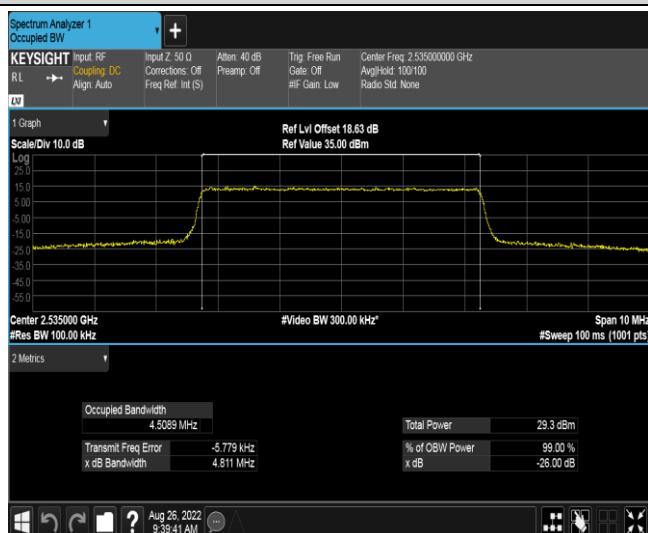 Spectrum Analyzer 1
Occupied BW
+
KEYSIGHT
R L
LXI
Input: RF
Coupling: DC
Align: Auto
Input Z: 50 Ω
Corrections: Off
Freq Ref: Int (S)
Atten: 40 dB
Preamp: Off
Trig: Free Run
Gate: Off
#IF Gain: Low
Center Freq: 2.535000000 GHz
Avg|Hold: 100/100
Radio Std: None
1 Graph
Scale/Div 10.0 dB
Ref Lvl Offset 18.63 dB
Ref Value 35.00 dBm
Log
25.0
15.0
5.00
-5.00
-15.0
-25.0
-35.0
-45.0
-55.0
Center 2.535000 GHz
#Res BW 100.00 kHz
#Video BW 300.00 kHz*
Span 10 MHz
#Sweep 100 ms (1001 pts)
2 Metrics
Occupied Bandwidth
4.5089 MHz
Transmit Freq Error -5.779 kHz
x dB Bandwidth 4.811 MHz
Total Power 29.3 dBm
% of OBW Power 99.00 %
x dB -26.00 dB
?
Aug 26, 2022
9:39:41 AM